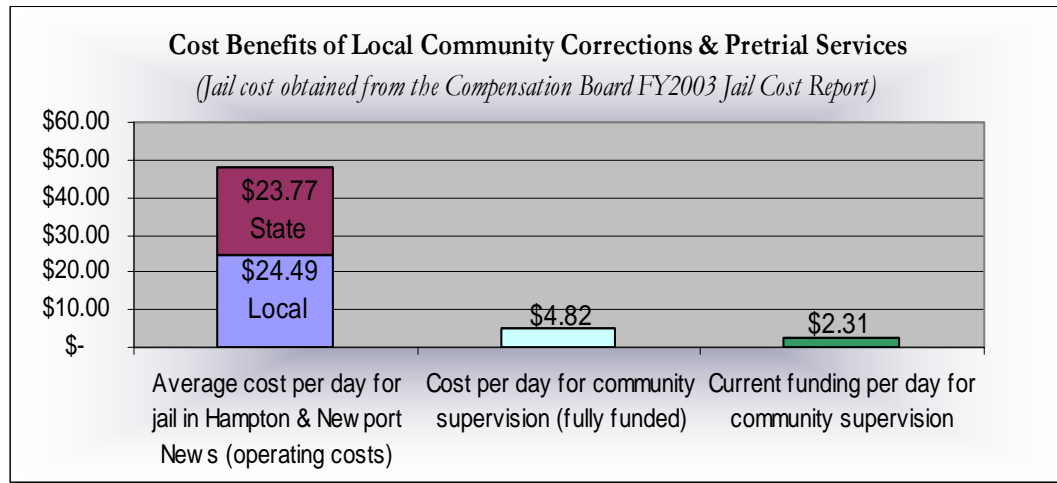 Cost Benefits of Local Community Corrections & Pretrial Services
(Jail cost obtained from the Compensation Board FY2003 Jail Cost Report)
$60.00
$50.00
$40.00
$30.00
$20.00
$10.00
$-
$23.77
State
$24.49
Local
$4.82
$2.31
Average cost per day for
jail in Hampton & New port
New s (operating costs)
Cost per day for community
supervision (fully funded)
Current funding per day for
community supervision